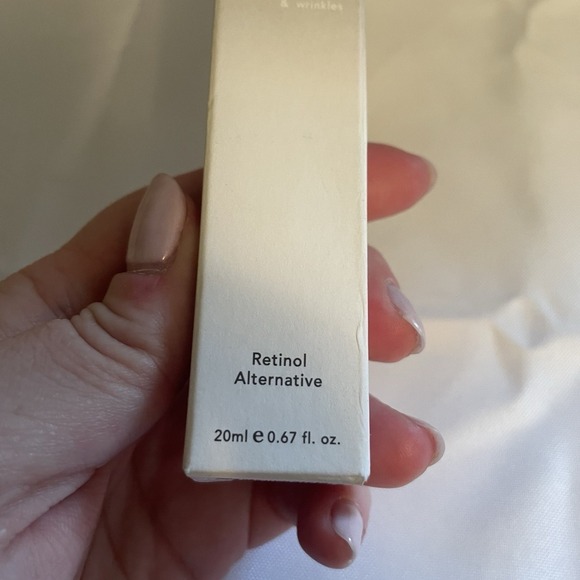 & wrinkles
Retinol
Alternative
20ml ℮ 0.67 fl. oz.